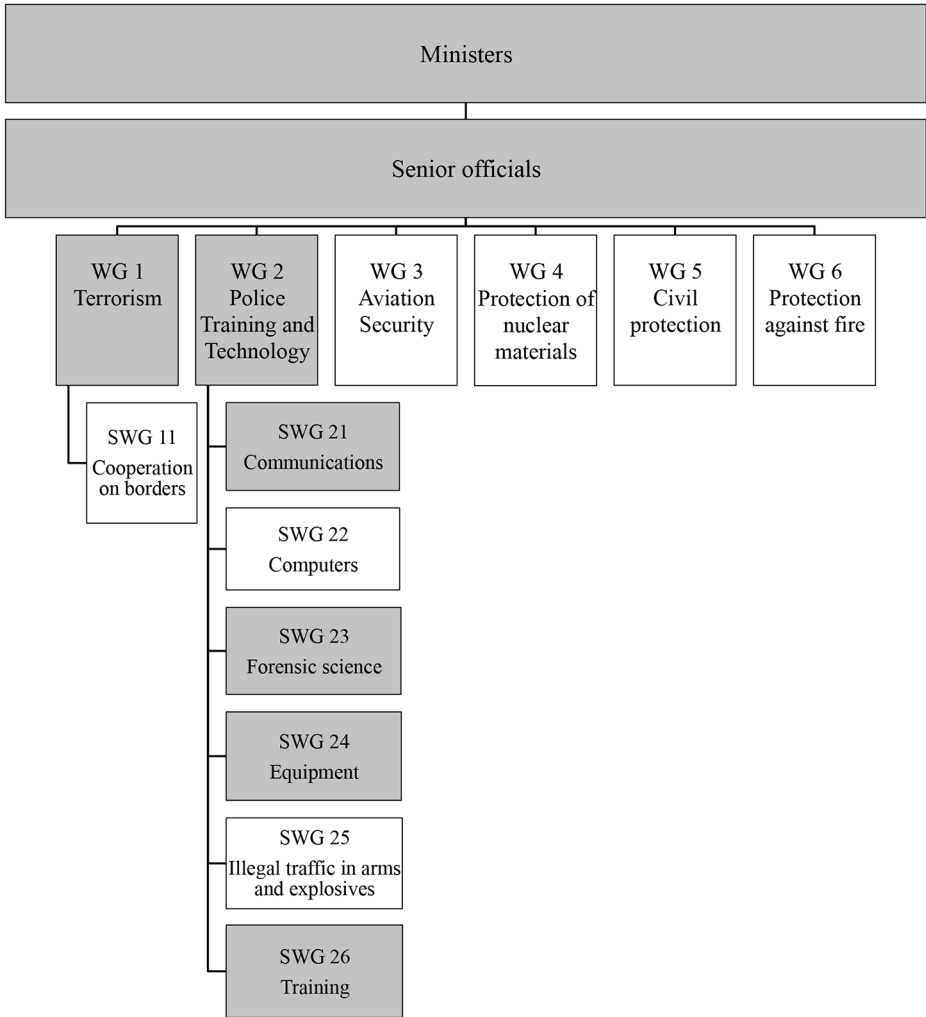 Ministers
Senior officials
WG 1
Terrorism
WG 2
Police
Training and
Technology
WG 3
Aviation
Security
WG 4
Protection of
nuclear
materials
WG 5
Civil
protection
WG 6
Protection
against fire
SWG 11
Cooperation
on borders
SWG 21
Communications
SWG 22
Computers
SWG 23
Forensic science
SWG 24
Equipment
SWG 25
Illegal traffic in arms
and explosives
SWG 26
Training